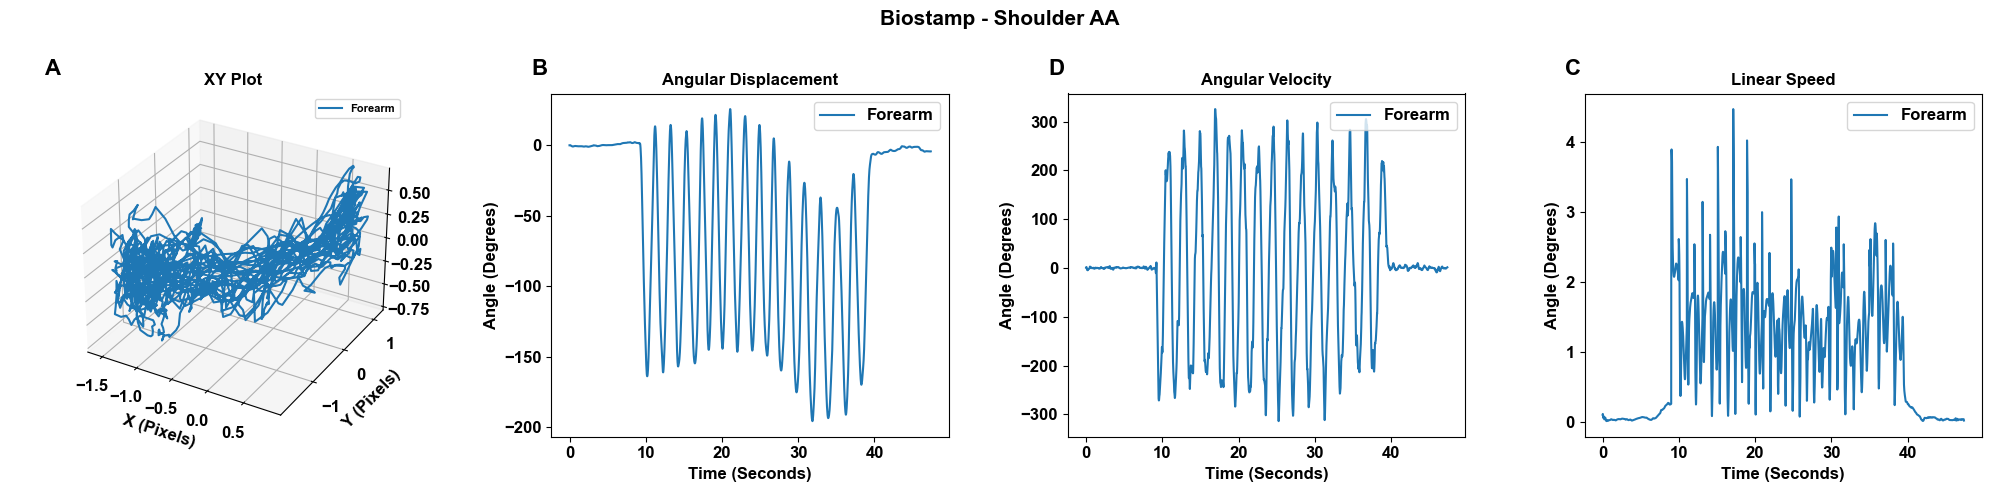 Biostamp - Shoulder AA
A
XY Plot
Forearm
0.50
0.25
0.00
−0.25
−0.50
−0.75
−1.5
−1.0
−0.5
0.0
0.5
X (Pixels)
−1
0
1
Y (Pixels)
B
Angular Displacement
Forearm
0
−50
−100
−150
−200
Angle (Degrees)
0 10 20 30 40
Time (Seconds)
D
Angular Velocity
Forearm
300
200
100
0
−100
−200
−300
Angle (Degrees)
0 10 20 30 40
Time (Seconds)
C
Linear Speed
Forearm
4
3
2
1
0
Angle (Degrees)
0 10 20 30 40
Time (Seconds)